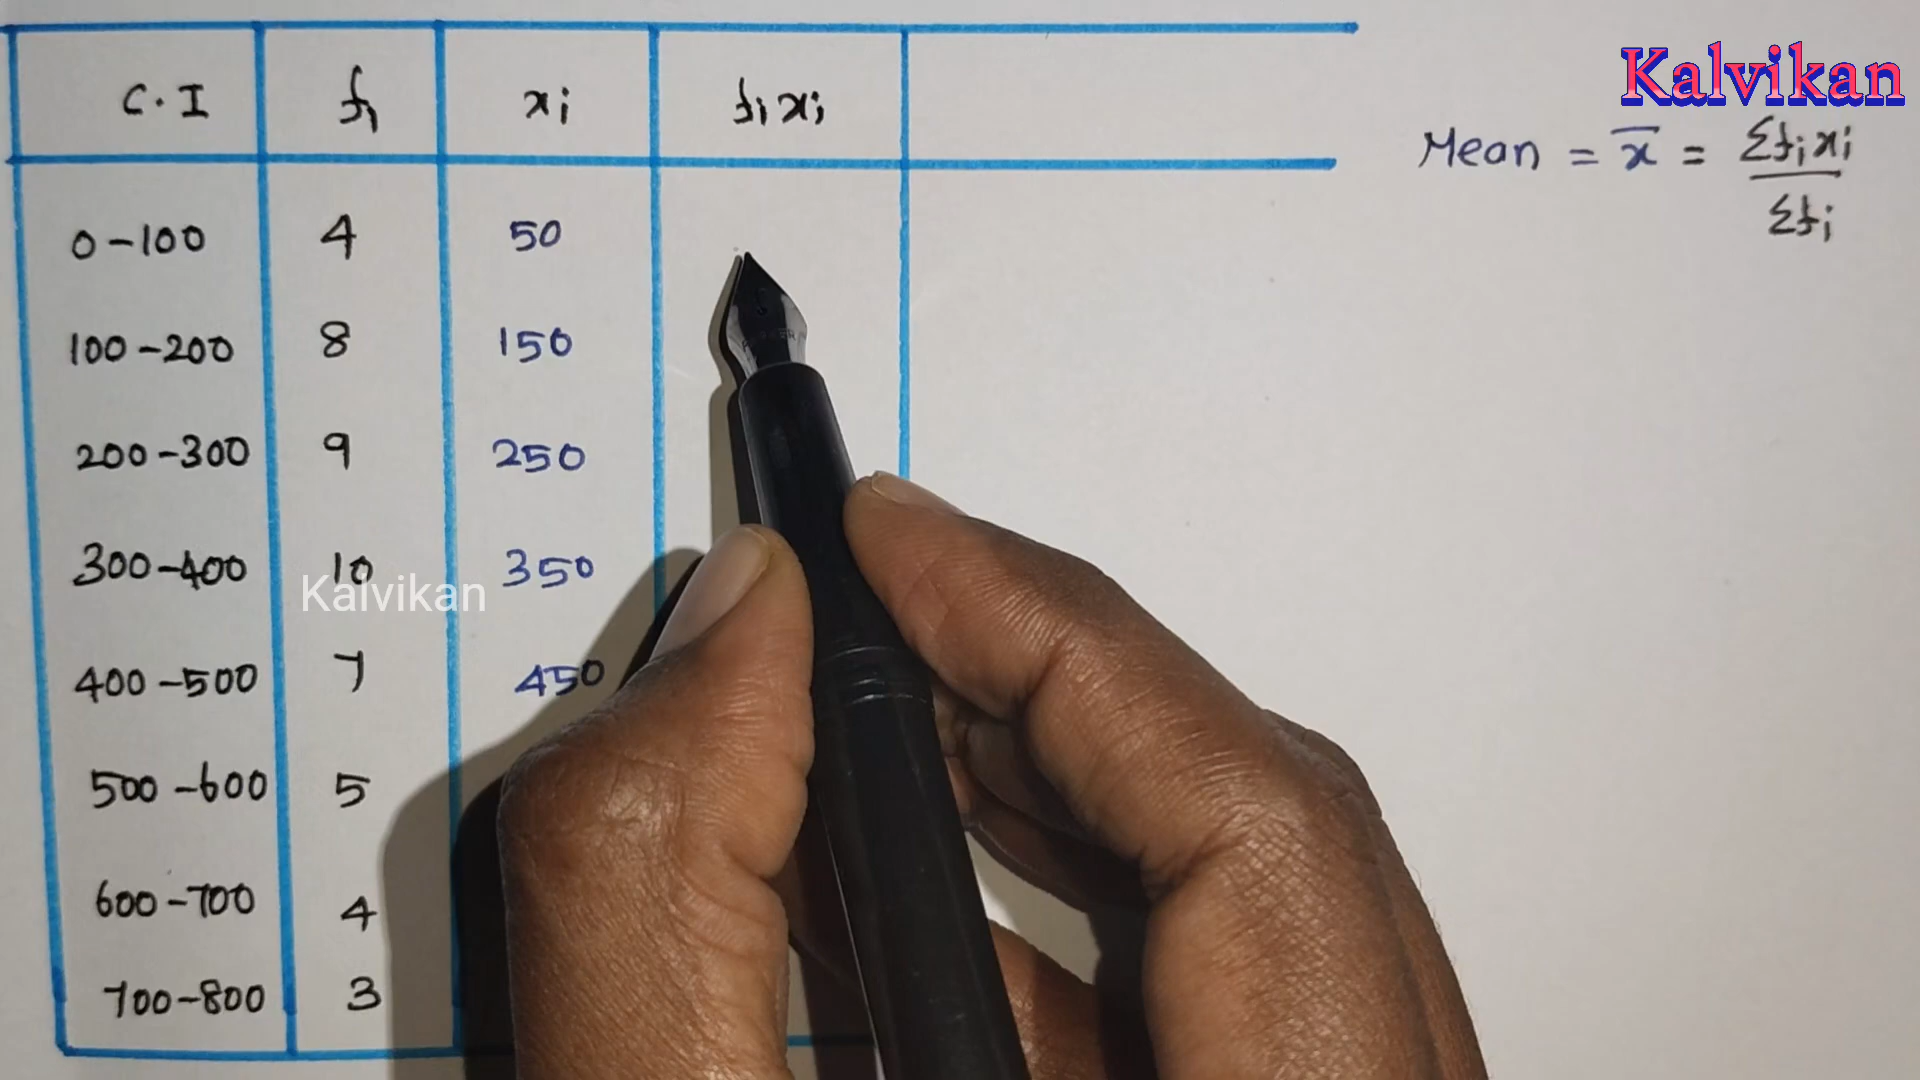 Kalvikan
C.I fi xi fixi
Mean = x̄ = Σfixi / Σfi
0-100 4 50
100-200 8 150
200-300 9 250
300-400 10 350
Kalvikan
400-500 7 450
500-600 5
600-700 4
700-800 3